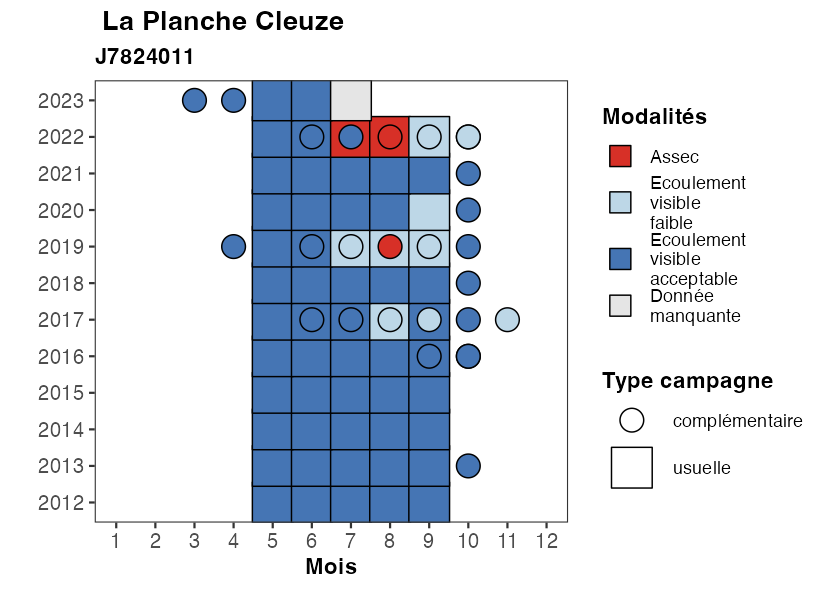 La Planche Cleuze
J7824011
2023
2022
2021
2020
2019
2018
2017
2016
2015
2014
2013
2012
1 2 3 4 5 6 7 8 9 10 11 12
Mois
Modalités
Assec
Ecoulement
visible
faible
Ecoulement
visible
acceptable
Donnée
manquante
Type campagne
complémentaire
usuelle